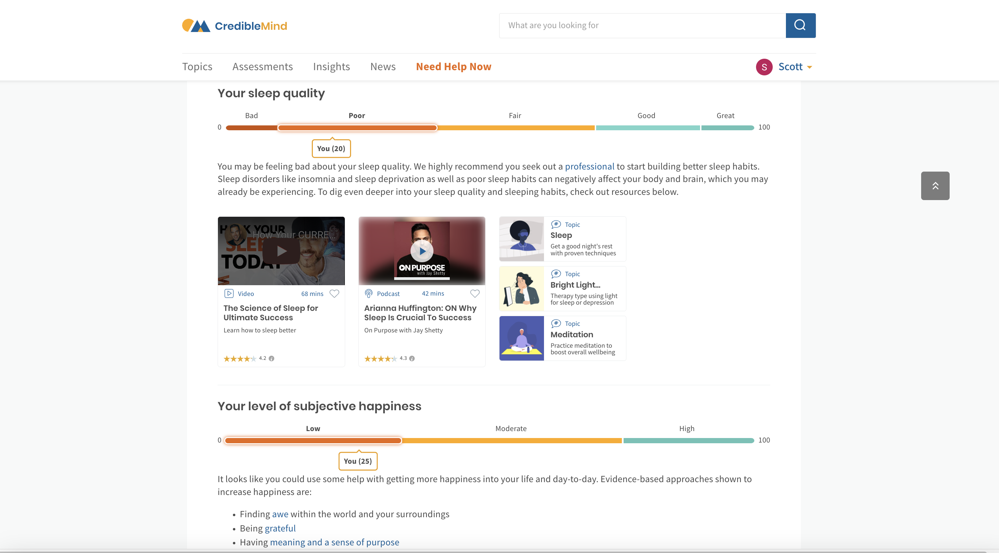 CredibleMind
What are you looking for
Topics Assessments Insights News Need Help Now
S Scott
Your sleep quality
Bad Poor Fair Good Great
0 100
You (20)
You may be feeling bad about your sleep quality. We highly recommend you seek out a professional to start building better sleep habits.
Sleep disorders like insomnia and sleep deprivation as well as poor sleep habits can negatively affect your body and brain, which you may
already be experiencing. To dig even deeper into your sleep quality and sleeping habits, check out resources below.
YOUR
How Your CURRE...
TODAY
Video 68 mins
The Science of Sleep for
Ultimate Success
Learn how to sleep better
4.2
ON PURPOSE
with Jay Shetty
Podcast 42 mins
Arianna Huffington: ON Why
Sleep Is Crucial To Success
On Purpose with Jay Shetty
4.3
# Topic
Sleep
Get a good night's rest
with proven techniques
# Topic
Bright Light...
Therapy type using light
for sleep or depression
# Topic
Meditation
Practice meditation to
boost overall wellbeing
Your level of subjective happiness
Low Moderate High
0 100
You (25)
It looks like you could use some help with getting more happiness into your life and day-to-day. Evidence-based approaches shown to
increase happiness are:
• Finding awe within the world and your surroundings
• Being grateful
• Having meaning and a sense of purpose